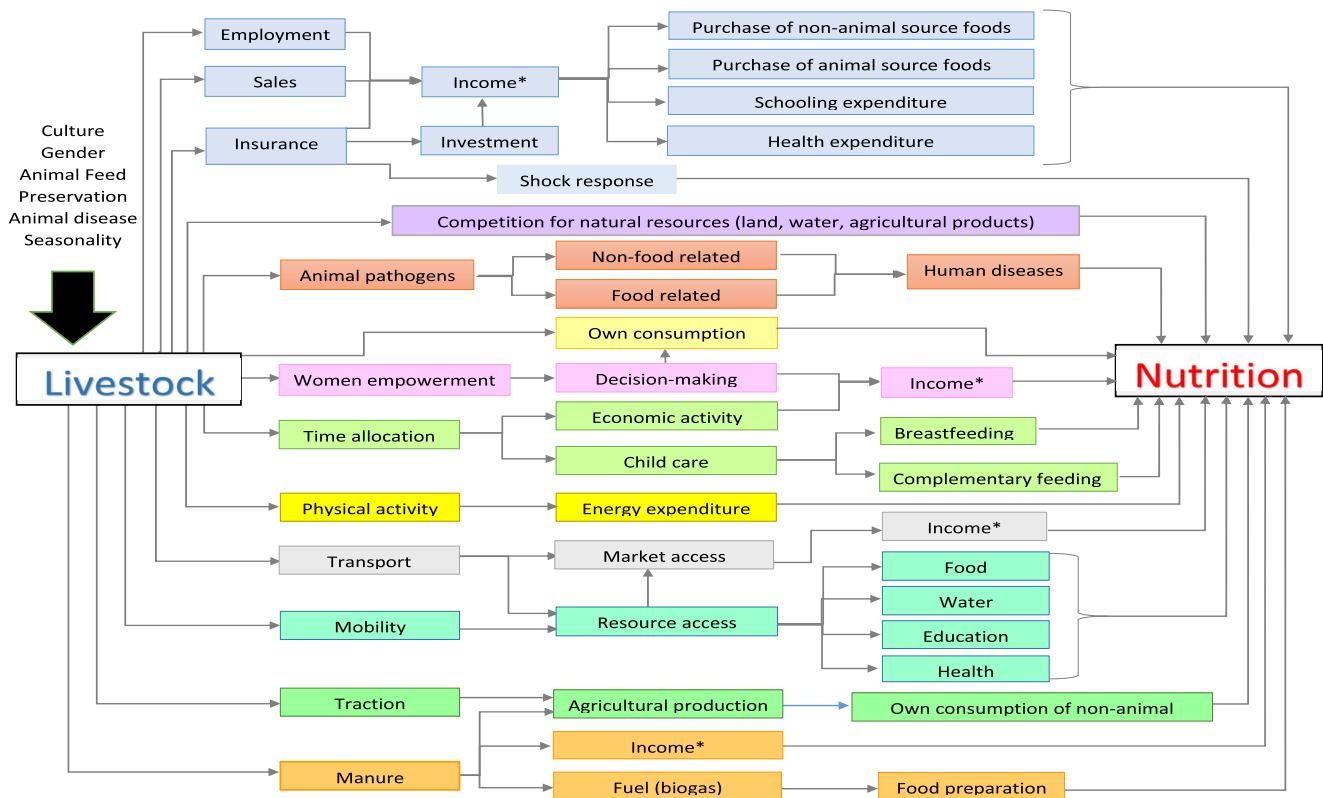 Employment
Purchase of non-animal source foods
Sales
Income*
Purchase of animal source foods
Schooling expenditure
Insurance
Investment
Health expenditure
Culture
Gender
Animal Feed
Preservation
Animal disease
Seasonality
Shock response
Competition for natural resources (land, water, agricultural products)
Animal pathogens
Non-food related
Food related
Human diseases
Own consumption
Livestock
Nutrition
Women empowerment
Decision-making
Income*
Time allocation
Economic activity
Child care
Breastfeeding
Complementary feeding
Physical activity
Energy expenditure
Transport
Market access
Income*
Food
Water
Mobility
Resource access
Education
Health
Traction
Agricultural production
Own consumption of non-animal
Manure
Income*
Fuel (biogas)
Food preparation